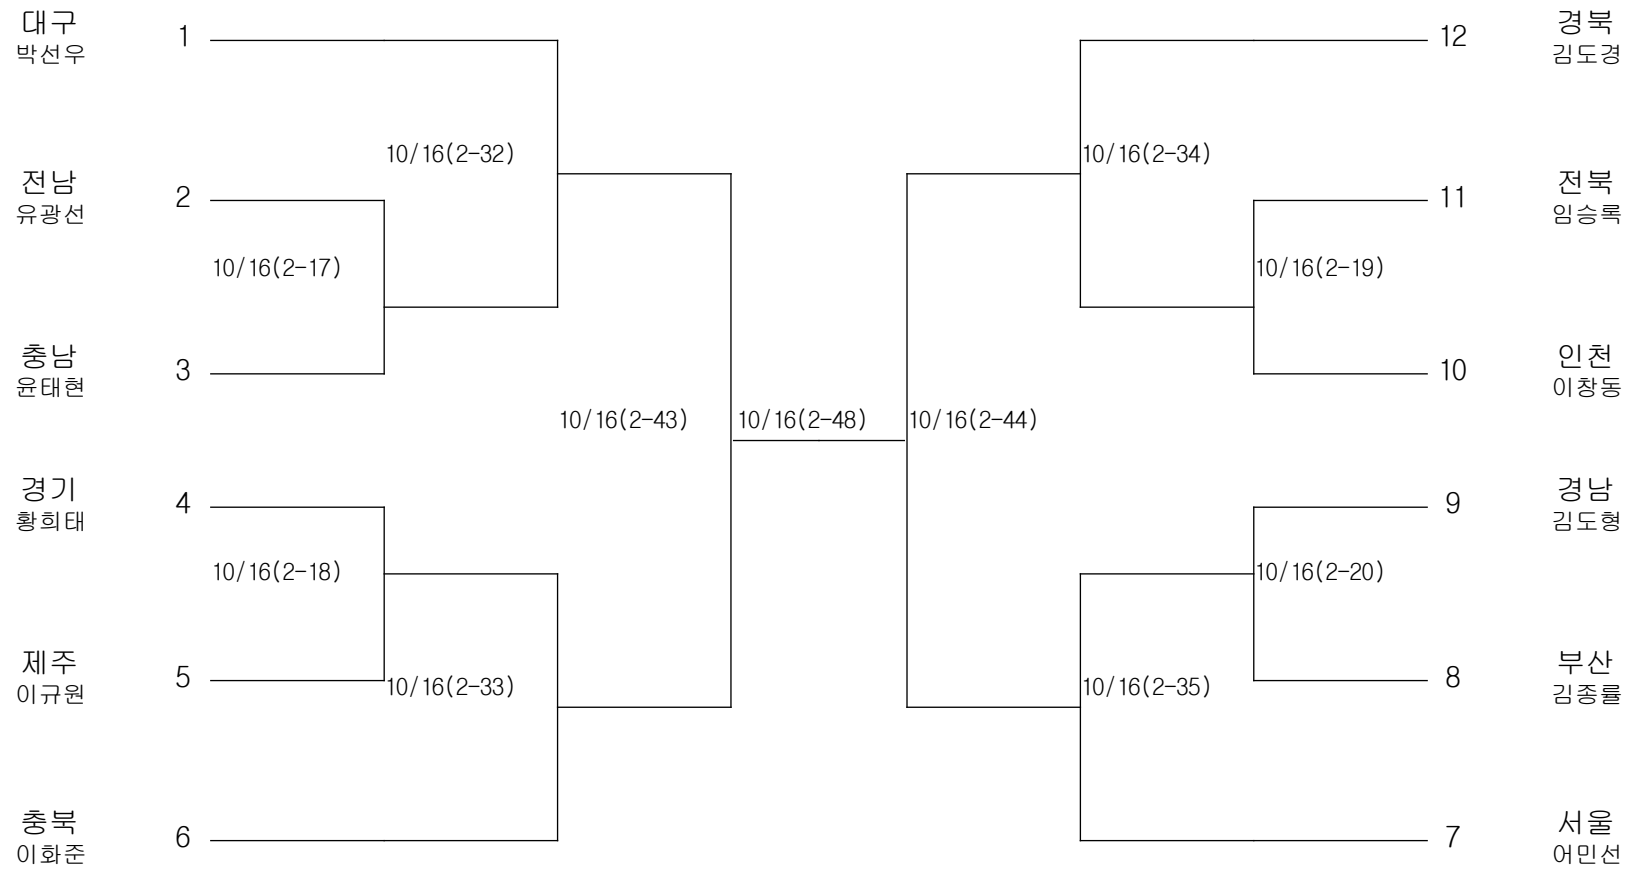 대구
박선우
1
12
경북
김도경
10/16(2-32)
10/16(2-34)
전남
유광선
2
11
전북
임승록
10/16(2-17)
10/16(2-19)
충남
윤태현
3
10
인천
이창동
10/16(2-43)
10/16(2-48)
10/16(2-44)
경기
황희태
4
9
경남
김도형
10/16(2-18)
10/16(2-20)
제주
이규원
5
8
부산
김종률
10/16(2-33)
10/16(2-35)
충북
이화준
6
7
서울
어민선